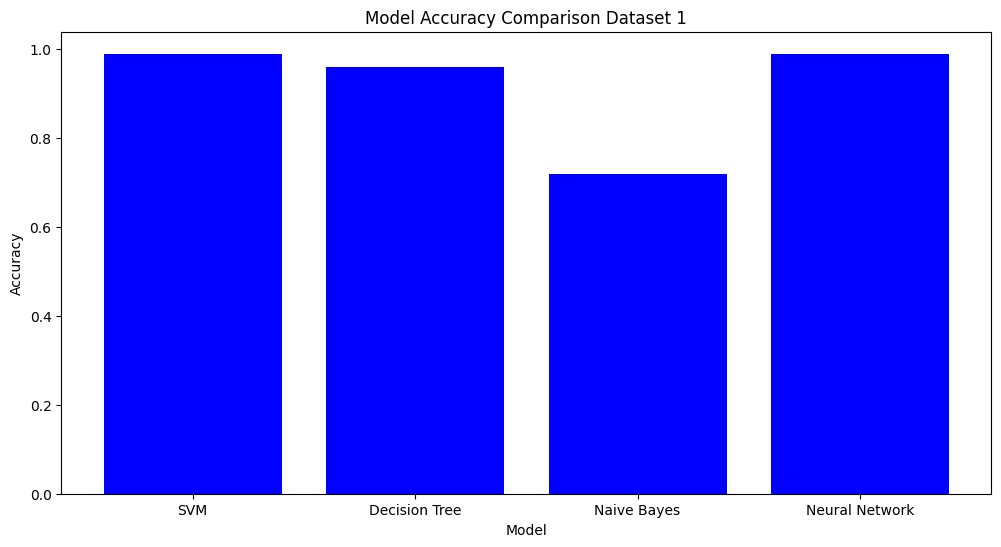 Model Accuracy Comparison Dataset 1
1.0
0.8
0.6
0.4
0.2
0.0
Accuracy
SVM Decision Tree Naive Bayes Neural Network
Model